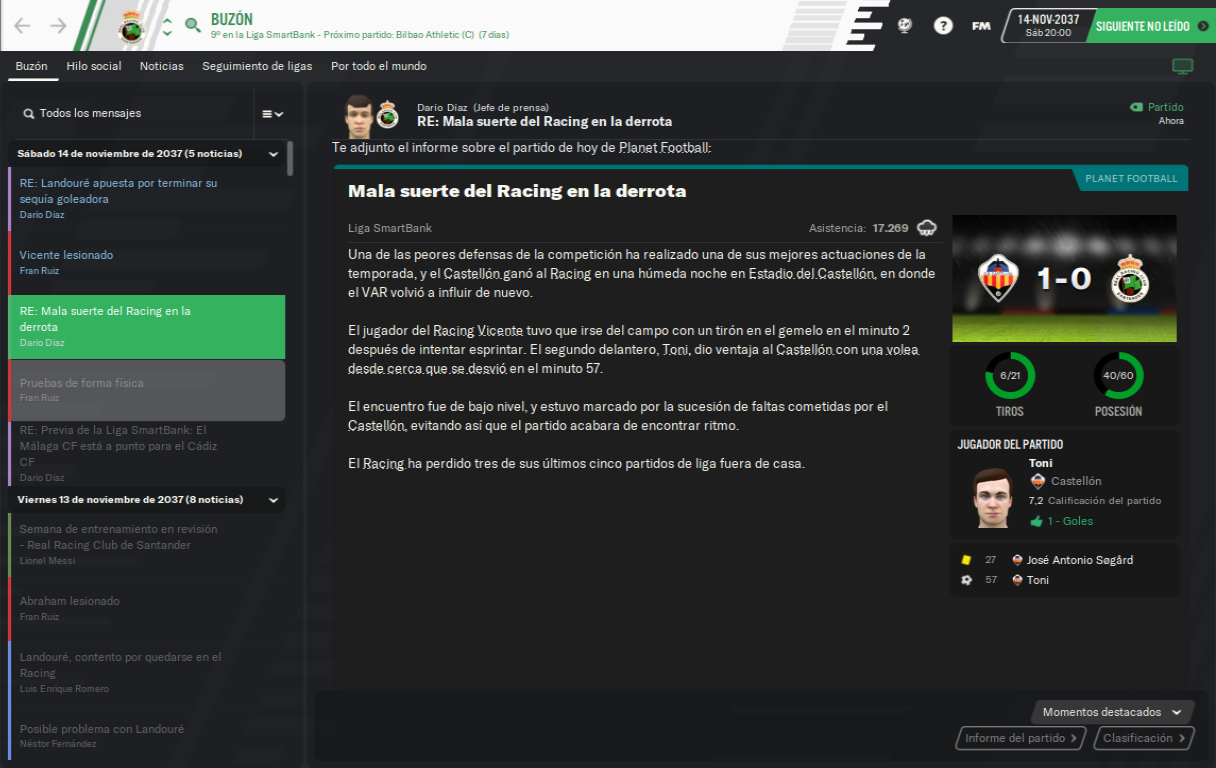 BUZÓN
9º en la Liga SmartBank - Próximo partido: Bilbao Athletic (C) (7 días)
?
FM
14-NOV-2037
Sáb 20:00
SIGUIENTE NO LEÍDO
Buzón
Hilo social
Noticias
Seguimiento de ligas
Por todo el mundo
Todos los mensajes
Sábado 14 de noviembre de 2037 (5 noticias)
RE: Landouré apuesta por terminar su
sequía goleadora
Darío Díaz
Vicente lesionado
Fran Ruiz
RE: Mala suerte del Racing en la
derrota
Darío Díaz
Pruebas de forma física
Fran Ruiz
RE: Previa de la Liga SmartBank: El
Málaga CF está a punto para el Cádiz
CF
Darío Díaz
Viernes 13 de noviembre de 2037 (8 noticias)
Semana de entrenamiento en revisión
- Real Racing Club de Santander
Lionel Messi
Abraham lesionado
Fran Ruiz
Landouré, contento por quedarse en el
Racing
Luis Enrique Romero
Posible problema con Landouré
Néstor Fernández
Darío Díaz (Jefe de prensa)
RE: Mala suerte del Racing en la derrota
Partido
Ahora
Te adjunto el informe sobre el partido de hoy de Planet Football:
PLANET FOOTBALL
Mala suerte del Racing en la derrota
Liga SmartBank
Asistencia: 17.269
Una de las peores defensas de la competición ha realizado una de sus mejores actuaciones de la
temporada, y el Castellón ganó al Racing en una húmeda noche en Estadio del Castellón, en donde
el VAR volvió a influir de nuevo.
El jugador del Racing Vicente tuvo que irse del campo con un tirón en el gemelo en el minuto 2
después de intentar esprintar. El segundo delantero, Toni, dio ventaja al Castellón con una volea
desde cerca que se desvió en el minuto 57.
El encuentro fue de bajo nivel, y estuvo marcado por la sucesión de faltas cometidas por el
Castellón, evitando así que el partido acabara de encontrar ritmo.
El Racing ha perdido tres de sus últimos cinco partidos de liga fuera de casa.
1-0
6/21
40/60
TIROS
POSESIÓN
JUGADOR DEL PARTIDO
Toni
Castellón
7,2 Calificación del partido
1 - Goles
27 José Antonio Søgård
57 Toni
Momentos destacados
Informe del partido
Clasificación